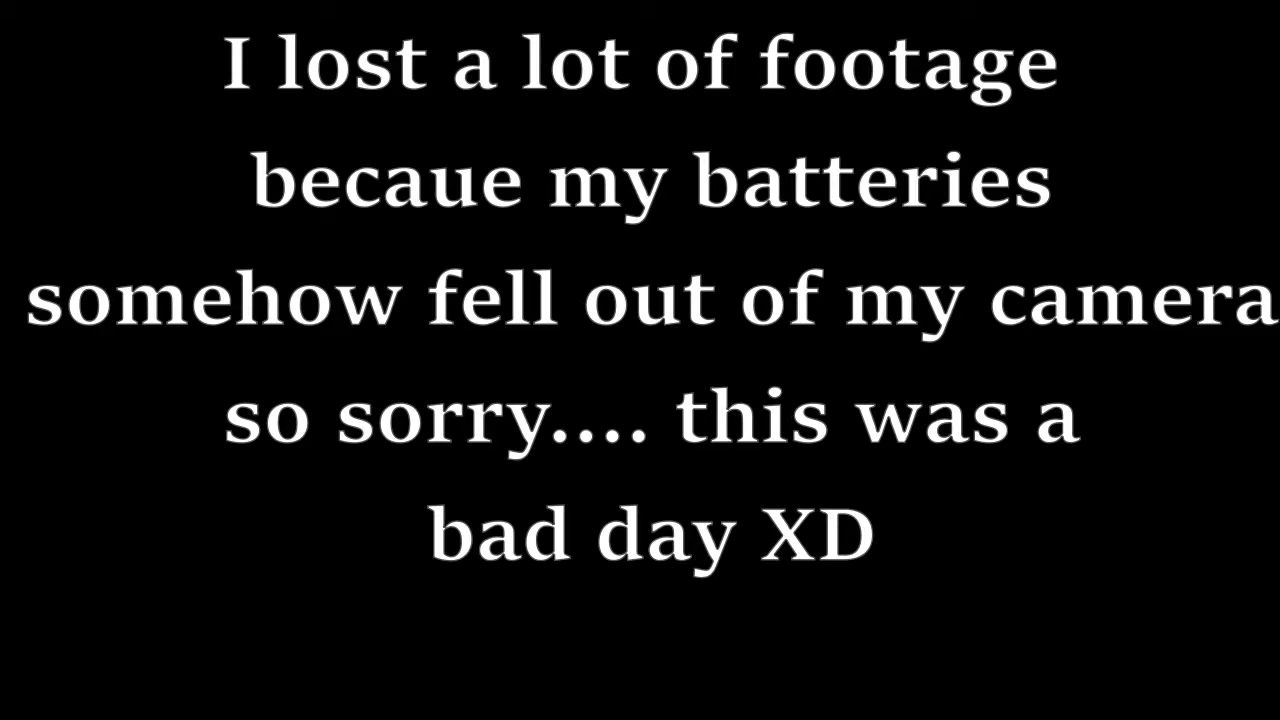 I lost a lot of footage
becaue my batteries
somehow fell out of my camera
so sorry.... this was a
bad day XD